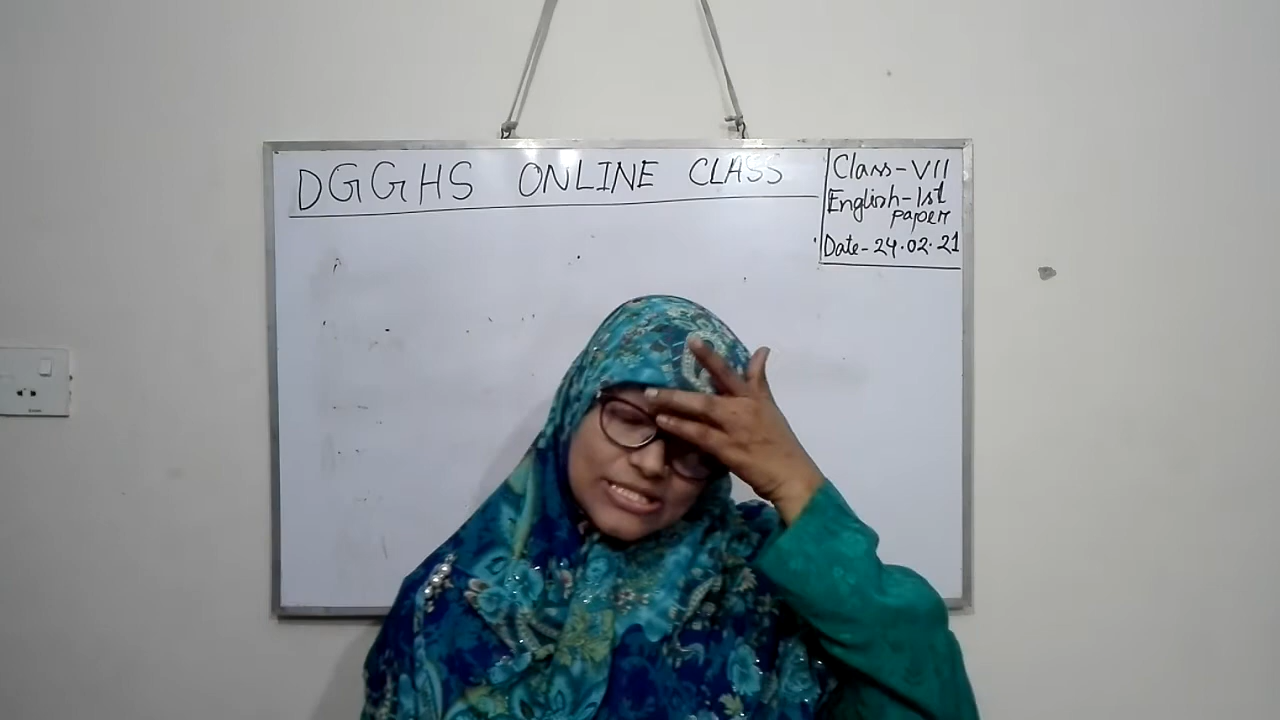 DGGHS ONLINE CLASS
Class-VII
English-1st
paper
Date-24.02.21